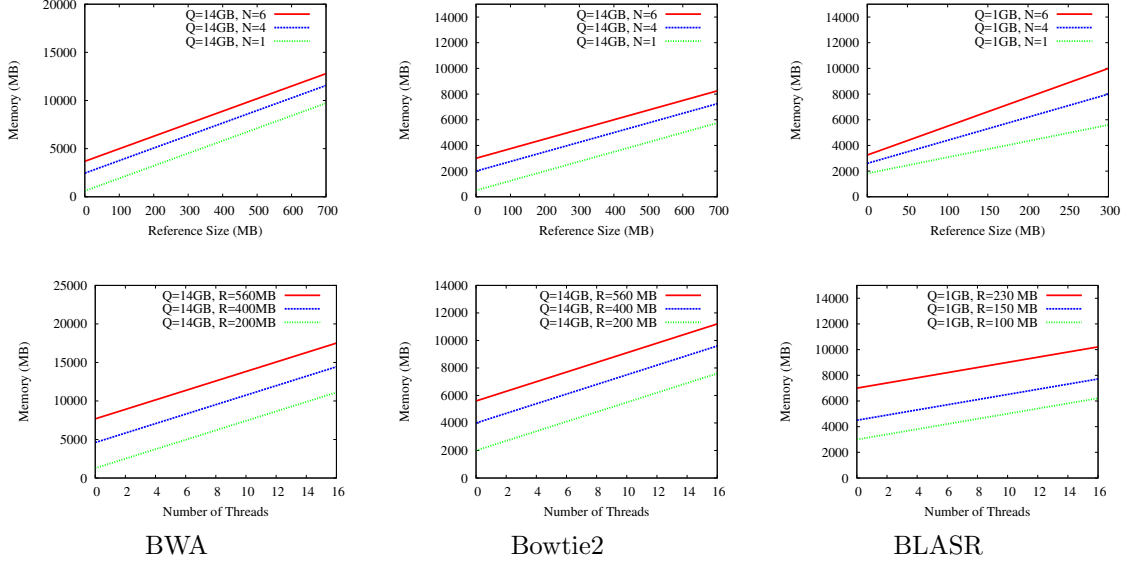 20000
15000
10000
5000
0
Memory (MB)
Q=14GB, N=6
Q=14GB, N=4
Q=14GB, N=1
0 100 200 300 400 500 600 700
Reference Size (MB)
14000
12000
10000
8000
6000
4000
2000
0
Memory (MB)
Q=14GB, N=6
Q=14GB, N=4
Q=14GB, N=1
0 100 200 300 400 500 600 700
Reference Size (MB)
14000
12000
10000
8000
6000
4000
2000
0
Memory (MB)
Q=1GB, N=6
Q=1GB, N=4
Q=1GB, N=1
0 50 100 150 200 250 300
Reference Size (MB)
25000
20000
15000
10000
5000
0
Memory (MB)
Q=14GB, R=560MB
Q=14GB, R=400MB
Q=14GB, R=200MB
0 2 4 6 8 10 12 14 16
Number of Threads
BWA
14000
12000
10000
8000
6000
4000
2000
0
Memory (MB)
Q=14GB, R=560 MB
Q=14GB, R=400 MB
Q=14GB, R=200 MB
0 2 4 6 8 10 12 14 16
Number of Threads
Bowtie2
14000
12000
10000
8000
6000
4000
2000
0
Memory (MB)
Q=1GB, R=230 MB
Q=1GB, R=150 MB
Q=1GB, R=100 MB
0 2 4 6 8 10 12 14 16
Number of Threads
BLASR